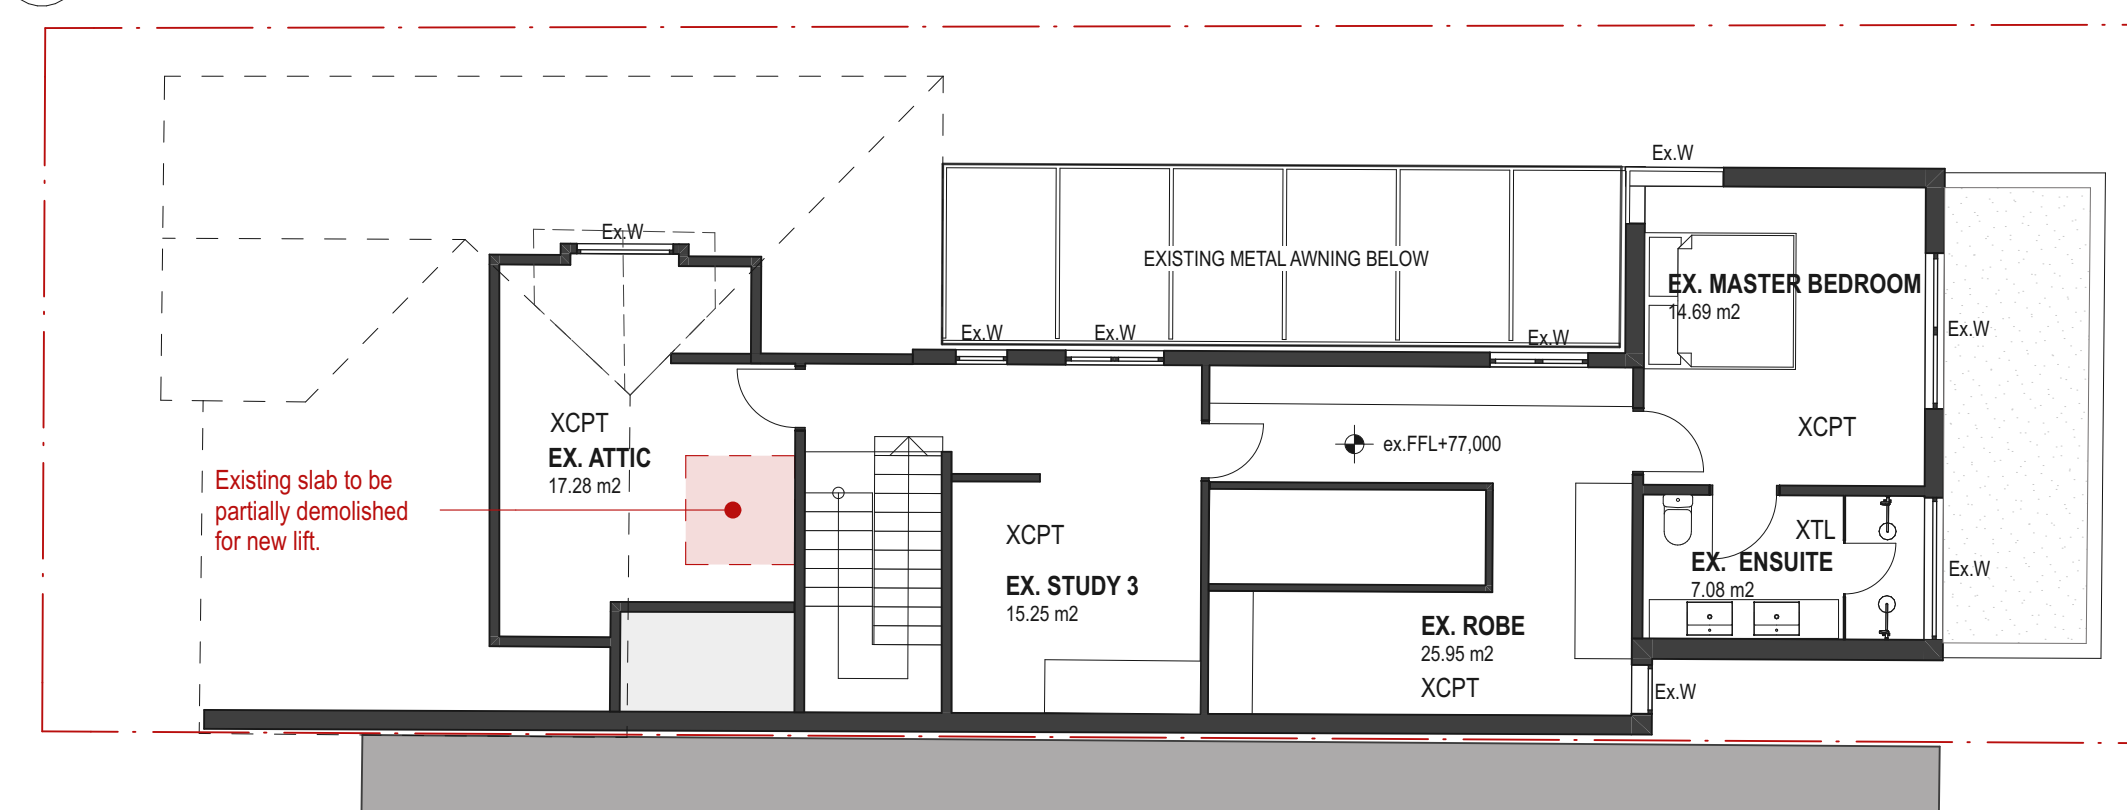 Ex.W
Ex.W
EXISTING METAL AWNING BELOW
EX. MASTER BEDROOM
14.69 m2
Ex.W
Ex.W
Ex.W
Ex.W
XCPT
EX. ATTIC
17.28 m2
XCPT
ex.FFL+77,000
Existing slab to be
partially demolished
for new lift.
XCPT
EX. STUDY 3
15.25 m2
XTL
EX. ENSUITE
7.08 m2
Ex.W
EX. ROBE
25.95 m2
XCPT
Ex.W